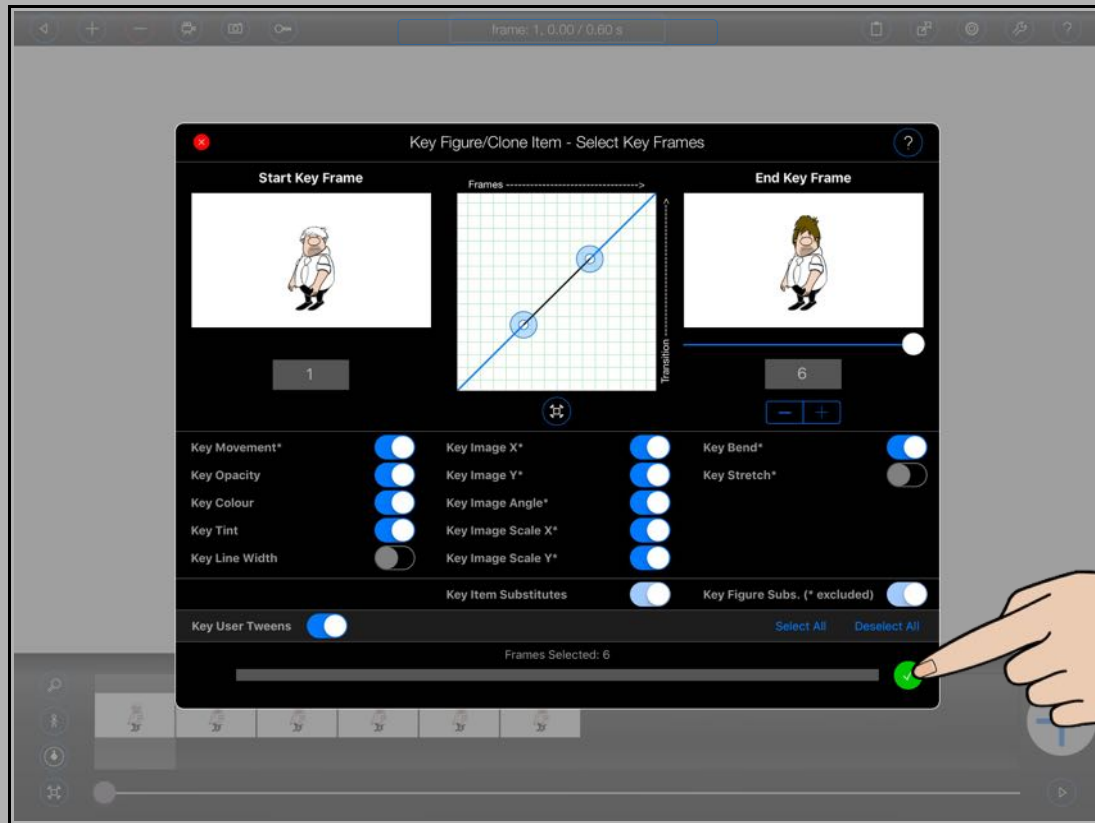 frame: 1, 0.00 / 0.60 s
?
Key Figure/Clone Item - Select Key Frames
?
Start Key Frame
Frames ---------------------------------->
End Key Frame
Transition ---------------------->
1
6
Key Movement*
Key Image X*
Key Bend*
Key Opacity
Key Image Y*
Key Stretch*
Key Colour
Key Image Angle*
Key Tint
Key Image Scale X*
Key Line Width
Key Image Scale Y*
Key Item Substitutes
Key Figure Subs. (* excluded)
Key User Tweens
Select All
Deselect All
Frames Selected: 6